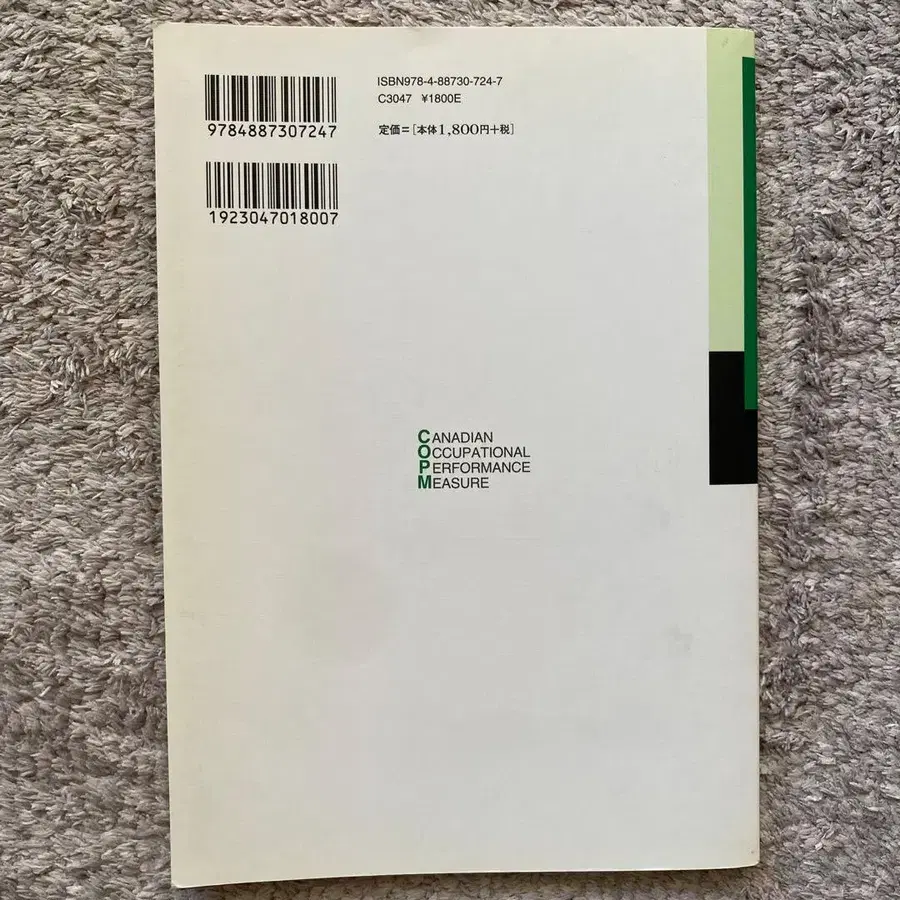 ISBN978-4-88730-724-7
C3047 ¥1800E
定価=[本体1,800円+税]
9784887307247
1923047018007
CANADIAN
OCCUPATIONAL
PERFORMANCE
MEASURE